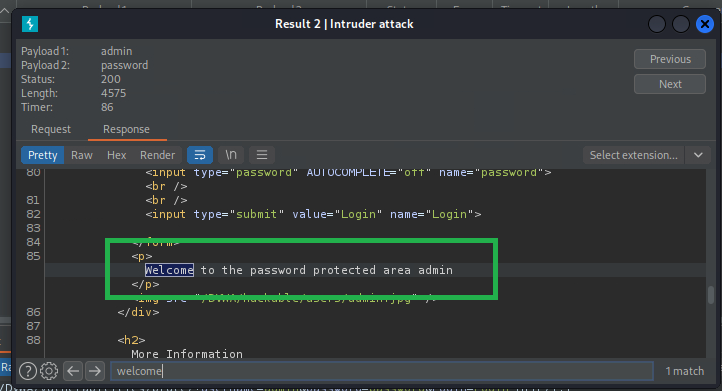 Result 2 | Intruder attack
Payload 1: admin
Payload 2: password
Status: 200
Length: 4575
Timer: 86
Previous
Next
Request Response
Pretty Raw Hex Render \n Select extension...
80 <input type="password" AUTOCOMPLETE="off" name="password">
<br />
81 <br />
82 <input type="submit" value="Login" name="Login">
83
84 </form>
85 <p>
Welcome to the password protected area admin
</p>
<img src="/DVWA/hackable/users/admin.jpg" />
86 </div>
87
88 <h2>
More Information
welcome 1 match